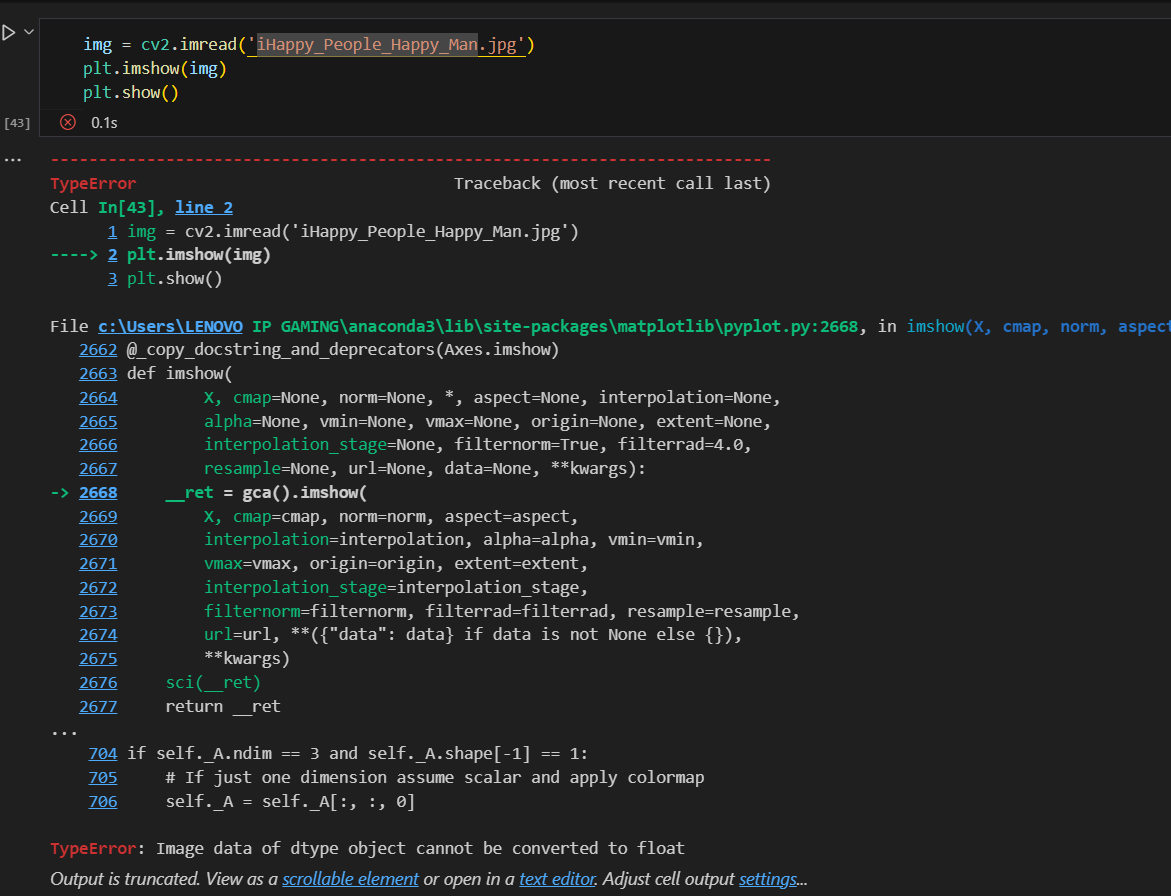 img = cv2.imread('iHappy_People_Happy_Man.jpg')
plt.imshow(img)
plt.show()
[43] 0.1s
...
---------------------------------------------------------------------------
TypeError                                 Traceback (most recent call last)
Cell In[43], line 2
      1 img = cv2.imread('iHappy_People_Happy_Man.jpg')
----> 2 plt.imshow(img)
      3 plt.show()
File c:\Users\LENOVO IP GAMING\anaconda3\lib\site-packages\matplotlib\pyplot.py:2668, in imshow(X, cmap, norm, aspect
   2662 @_copy_docstring_and_deprecators(Axes.imshow)
   2663 def imshow(
   2664         X, cmap=None, norm=None, *, aspect=None, interpolation=None,
   2665         alpha=None, vmin=None, vmax=None, origin=None, extent=None,
   2666         interpolation_stage=None, filternorm=True, filterrad=4.0,
   2667         resample=None, url=None, data=None, **kwargs):
-> 2668     __ret = gca().imshow(
   2669         X, cmap=cmap, norm=norm, aspect=aspect,
   2670         interpolation=interpolation, alpha=alpha, vmin=vmin,
   2671         vmax=vmax, origin=origin, extent=extent,
   2672         interpolation_stage=interpolation_stage,
   2673         filternorm=filternorm, filterrad=filterrad, resample=resample,
   2674         url=url, **({"data": data} if data is not None else {}),
   2675         **kwargs)
   2676     sci(__ret)
   2677     return __ret
...
    704 if self._A.ndim == 3 and self._A.shape[-1] == 1:
    705     # If just one dimension assume scalar and apply colormap
    706     self._A = self._A[:, :, 0]
TypeError: Image data of dtype object cannot be converted to float
Output is truncated. View as a scrollable element or open in a text editor. Adjust cell output settings...